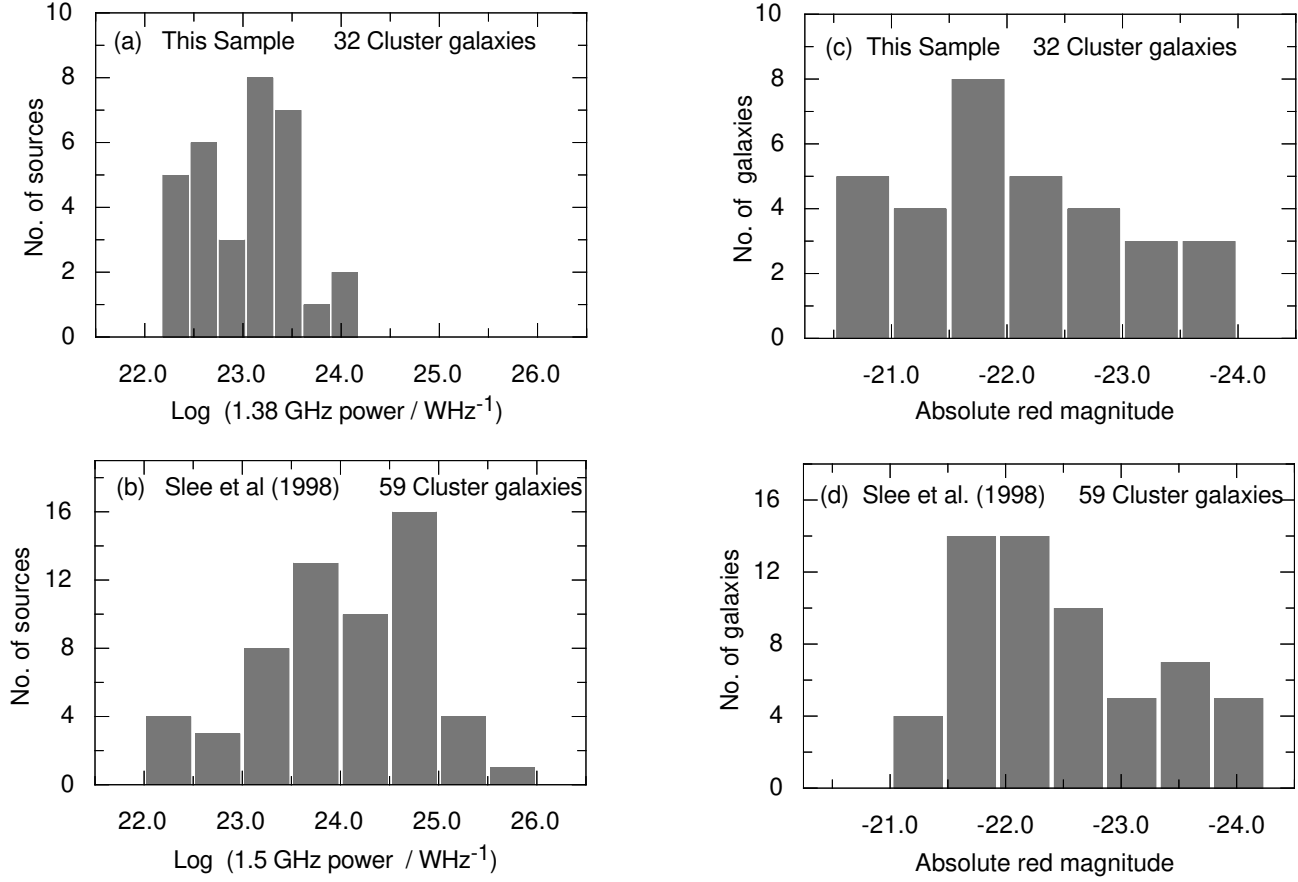 (a) This Sample 32 Cluster galaxies
10
8
6
4
2
0
No. of sources
22.0 23.0 24.0 25.0 26.0
Log (1.38 GHz power / WHz-1)
(c) This Sample 32 Cluster galaxies
10
8
6
4
2
0
No. of galaxies
-21.0 -22.0 -23.0 -24.0
Absolute red magnitude
(b) Slee et al (1998) 59 Cluster galaxies
16
12
8
4
0
No. of sources
22.0 23.0 24.0 25.0 26.0
Log (1.5 GHz power / WHz-1)
(d) Slee et al. (1998) 59 Cluster galaxies
16
12
8
4
0
No. of galaxies
-21.0 -22.0 -23.0 -24.0
Absolute red magnitude